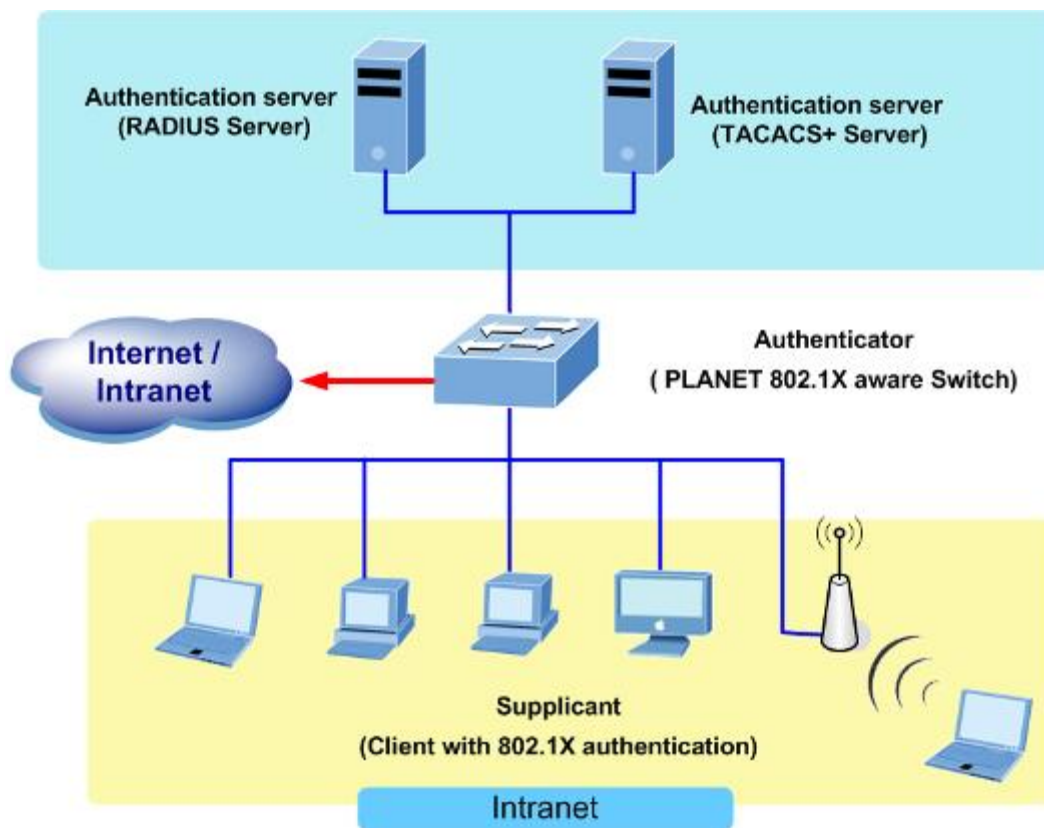 Authentication server
(RADIUS Server)
Authentication server
(TACACS+ Server)
Internet /
Intranet
Authenticator
( PLANET 802.1X aware Switch)
Supplicant
(Client with 802.1X authentication)
Intranet